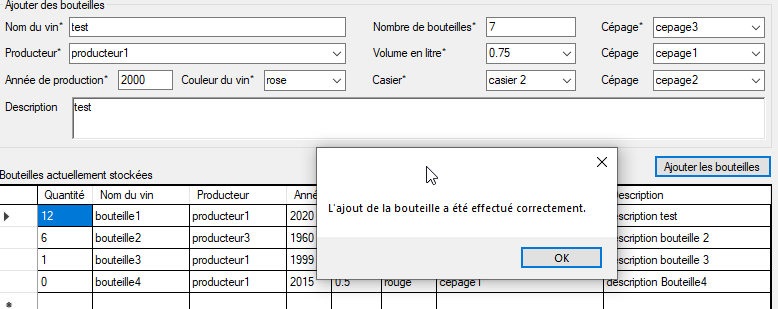 Ajouter des bouteilles
Nom du vin* test Nombre de bouteilles* 7 Cépage* cepage3
Producteur* producteur1 Volume en litre* 0.75 Cépage cepage1
Année de production* 2000 Couleur du vin* rose Casier* casier 2 Cépage cepage2
Description test
Ajouter les bouteilles
Bouteilles actuellement stockées
L'ajout de la bouteille a été effectué correctement.
OK
Quantité Nom du vin Producteur Anné escription
12 bouteille1 producteur1 2020 escription test
6 bouteille2 producteur3 1960 escription bouteille 2
1 bouteille3 producteur1 1999 escription bouteille 3
0 bouteille4 producteur1 2015 0.5 rouge cepage1 description Bouteille4